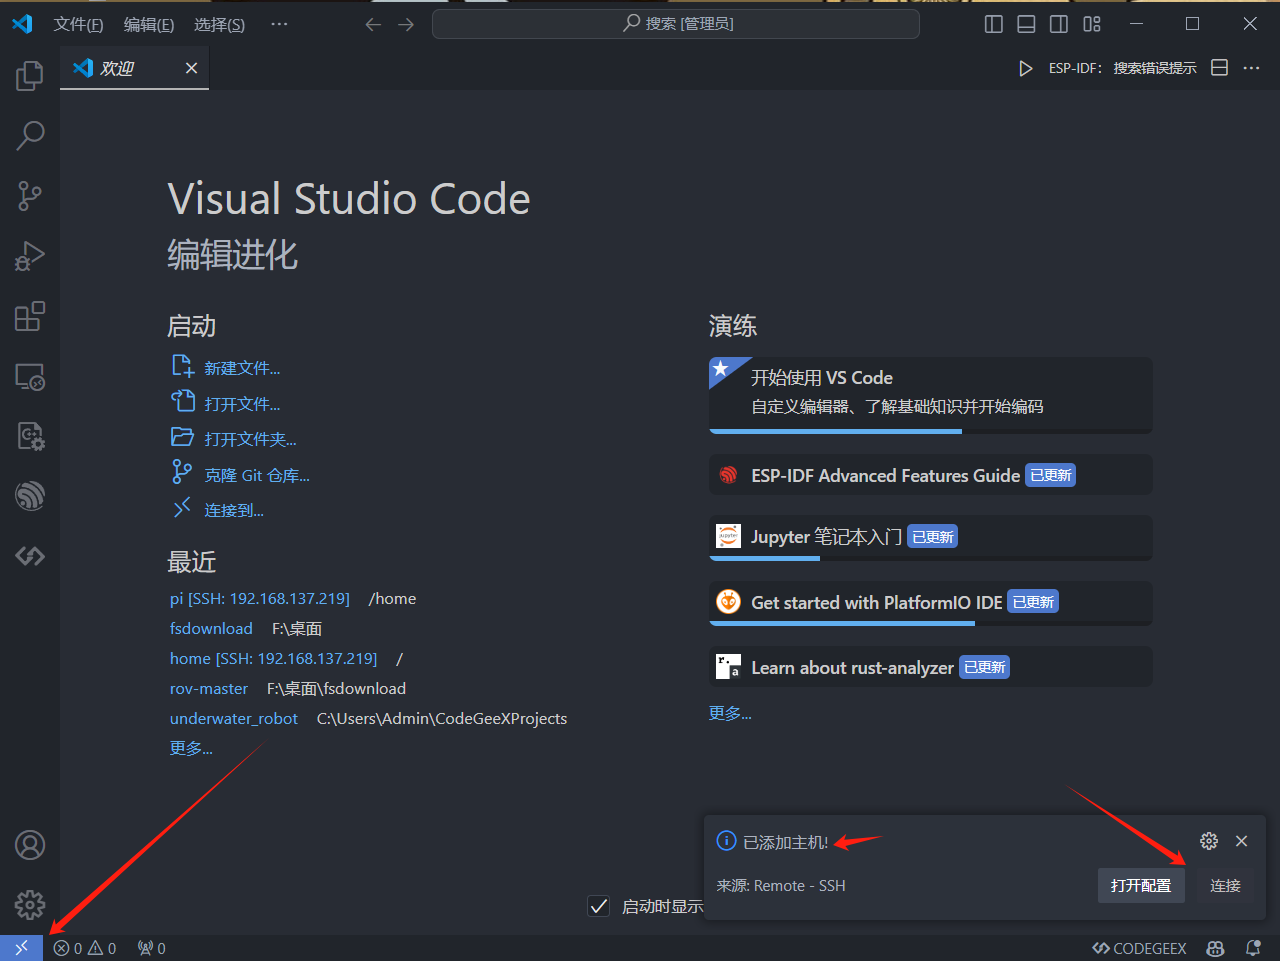 文件(F) 编辑(E) 选择(S) ··· 搜索 [管理员]
欢迎 ESP-IDF: 搜索错误提示
Visual Studio Code
编辑进化
启动
新建文件...
打开文件...
打开文件夹...
克隆 Git 仓库...
连接到...
最近
pi [SSH: 192.168.137.219] /home
fsdownload F:\桌面
home [SSH: 192.168.137.219] /
rov-master F:\桌面\fsdownload
underwater_robot C:\Users\Admin\CodeGeeXProjects
更多...
演练
开始使用 VS Code
自定义编辑器、了解基础知识并开始编码
ESP-IDF Advanced Features Guide 已更新
Jupyter 笔记本入门 已更新
Get started with PlatformIO IDE 已更新
Learn about rust-analyzer 已更新
更多...
已添加主机!
来源: Remote - SSH 打开配置 连接
启动时显示
0 0 0 CODEGEEX